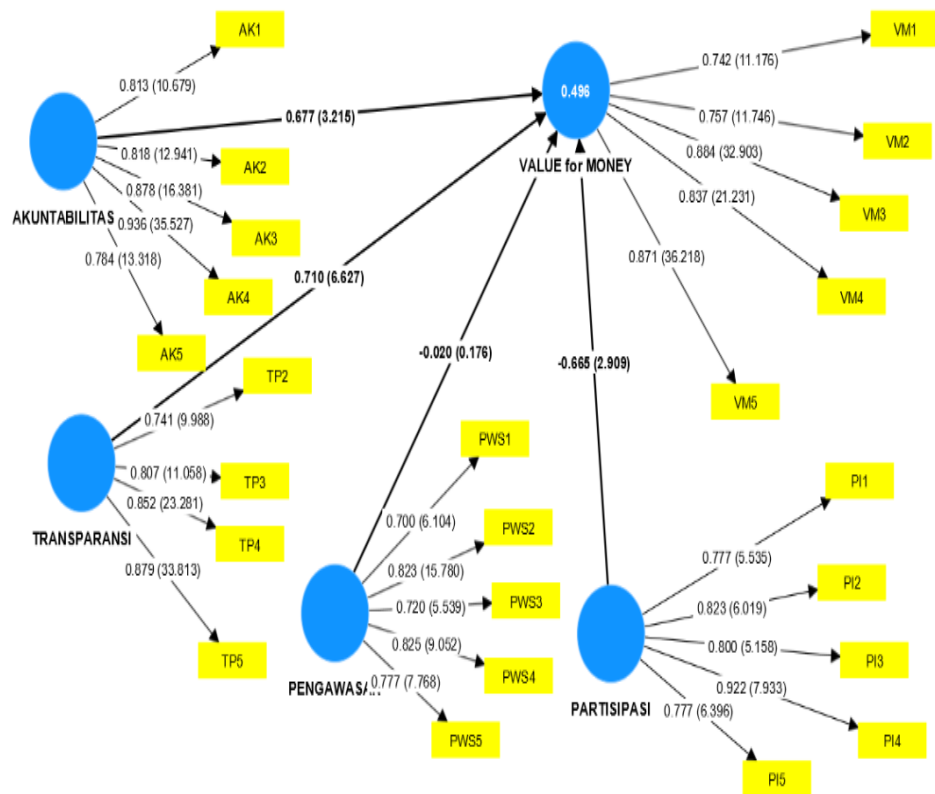 AK1
0.813 (10.679)
AK2
0.818 (12.941)
AK3
0.878 (16.381)
AK4
0.936 (35.527)
AK5
0.784 (13.318)
AKUNTABILITAS
0.677 (3.215)
0.496
VALUE for MONEY
VM1
0.742 (11.176)
VM2
0.757 (11.746)
VM3
0.884 (32.903)
VM4
0.837 (21.231)
VM5
0.871 (36.218)
0.710 (6.627)
-0.020 (0.176)
-0.665 (2.909)
TP2
0.741 (9.988)
TP3
0.807 (11.058)
TP4
0.852 (23.281)
TP5
0.879 (33.813)
TRANSPARANSI
PWS1
0.700 (6.104)
PWS2
0.823 (15.780)
PWS3
0.720 (5.539)
PWS4
0.825 (9.052)
PWS5
0.777 (7.768)
PENGAWASAN
PI1
0.777 (5.535)
PI2
0.823 (6.019)
PI3
0.800 (5.158)
PI4
0.922 (7.933)
PI5
0.777 (6.396)
PARTISIPASI